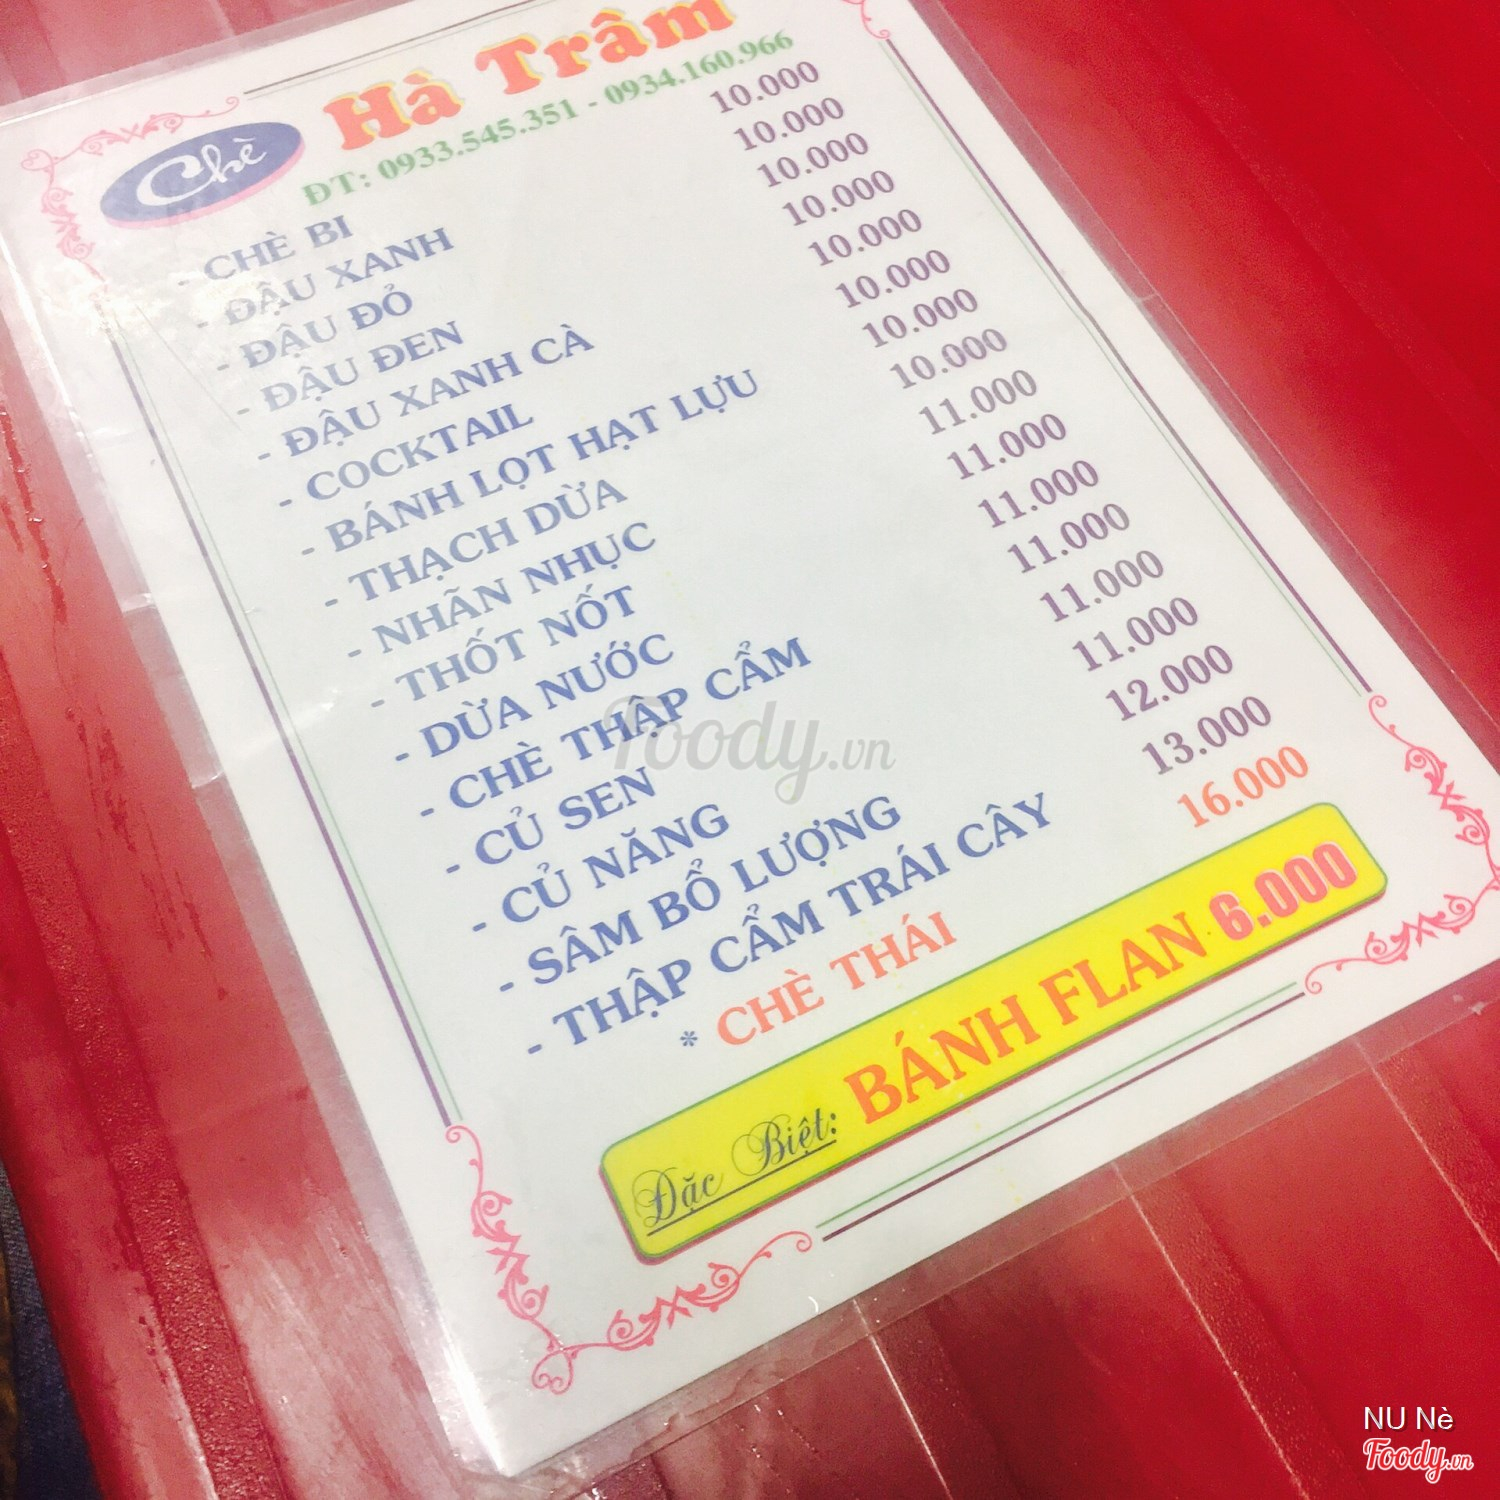 Chè Hà Trâm
ĐT: 0933.545.351 - 0934.160.966
- CHÈ BI 10.000
- ĐẬU XANH 10.000
- ĐẬU ĐỎ 10.000
- ĐẬU ĐEN 10.000
- ĐẬU XANH CÀ 10.000
- COCKTAIL 10.000
- BÁNH LỌT HẠT LỰU 10.000
- THẠCH DỪA 10.000
- NHÃN NHỤC 11.000
- THỐT NỐT 11.000
- DỪA NƯỚC 11.000
- CHÈ THẬP CẨM 11.000
- CỦ SEN 11.000
- CỦ NĂNG 11.000
- SÂM BỔ LƯỢNG 12.000
- THẬP CẨM TRÁI CÂY 13.000
* CHÈ THÁI 16.000
Đặc Biệt: BÁNH FLAN 6.000
Foody.vn
NU Nè
Foody.vn